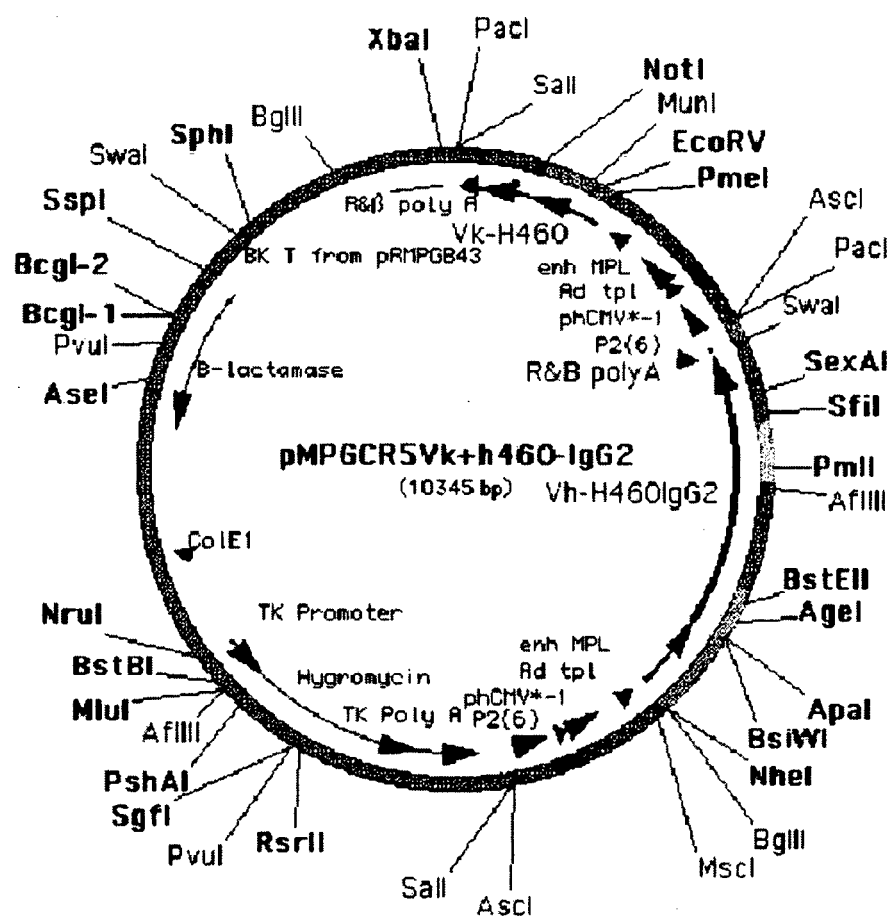 XbaI
PacI
SalI
NotI
MunI
EcoRV
PmeI
AscI
PacI
SwaI
SexAI
SfiI
PmlI
AflIII
BstEII
AgeI
ApaI
BsiWI
NheI
BglII
MscI
AscI
SalI
RsrII
PvuI
SgfI
PshAI
AflIII
MluI
BstBI
NruI
AseI
PvuI
BcgI-1
BcgI-2
SspI
SwaI
SphI
BglII
R&β poly A
Vk-H460
BK T from pRMPGB43
enh MPL
Ad tpl
phCMV*-1
P2(6)
R&B polyA
B-lactamase
pMPGCR5Vk+h460-IgG2
(10345 bp)
Vh-H460IgG2
ColE1
TK Promoter
Hygromycin
TK Poly A
enh MPL
Ad tpl
phCMV*-1
P2(6)